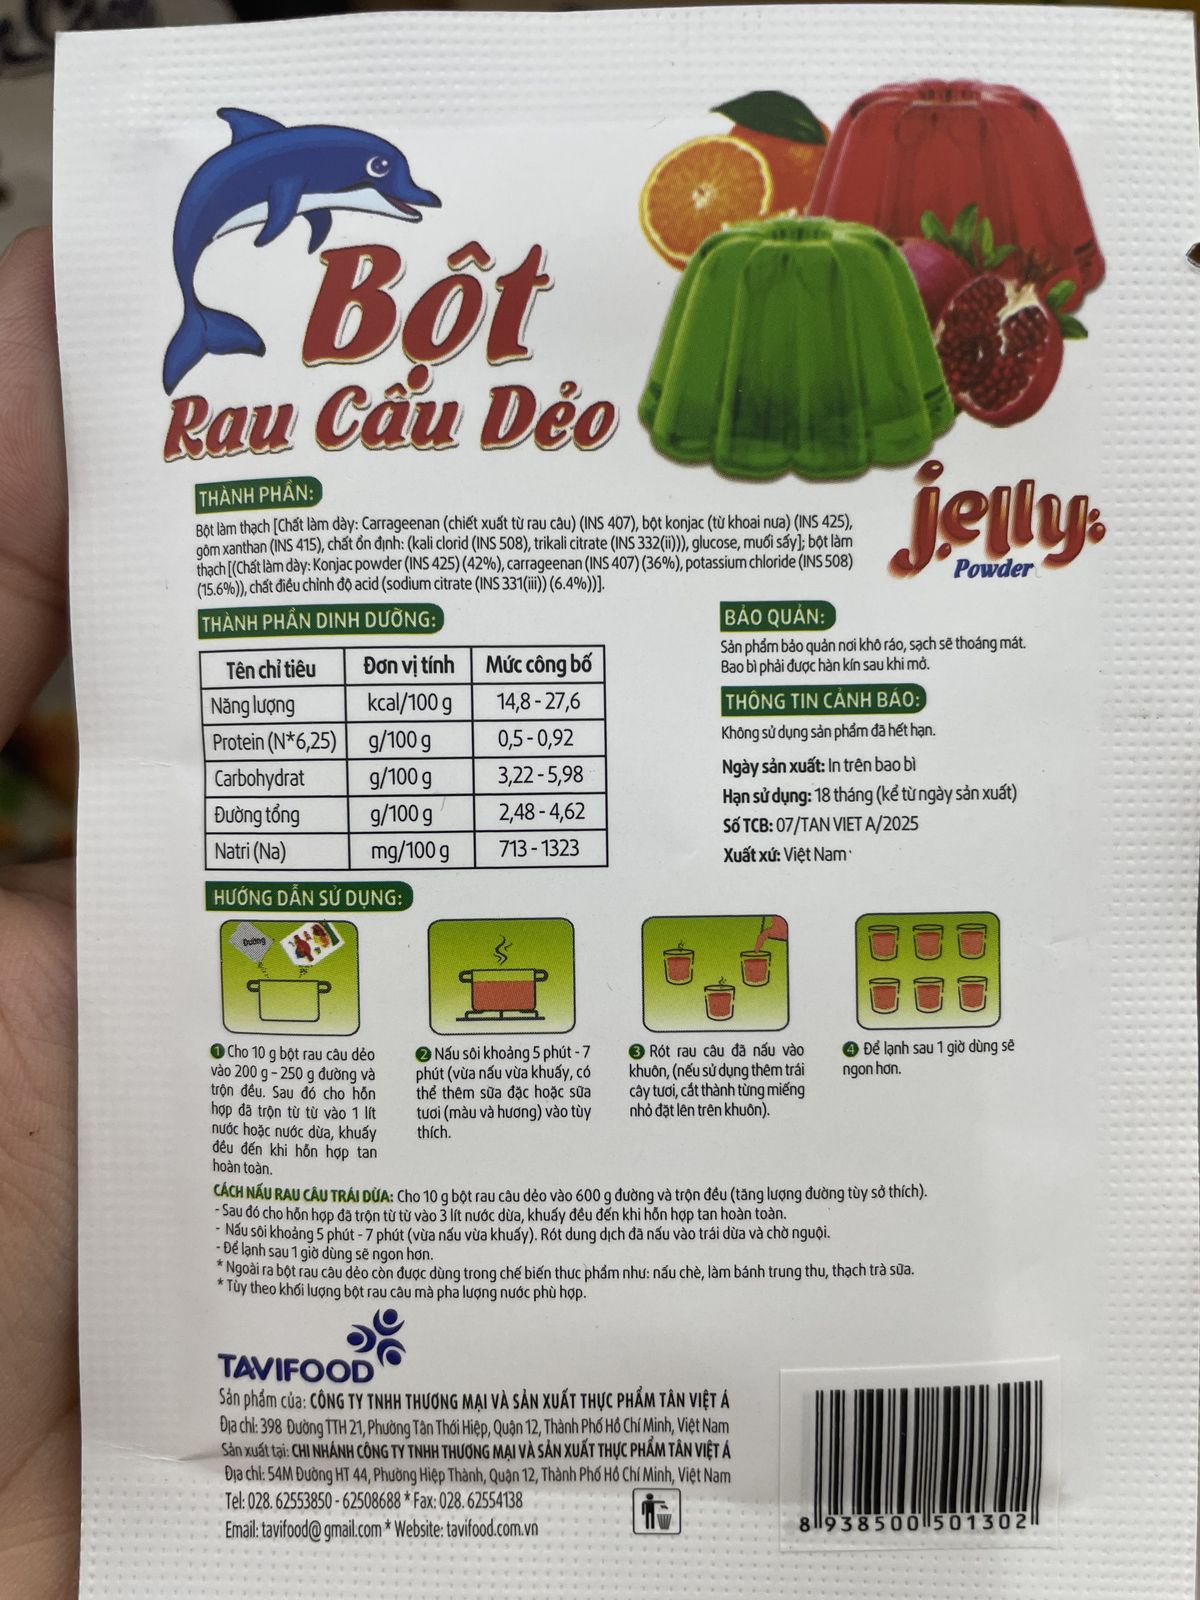 Bột
Rau Câu Dẻo
jelly
Powder
THÀNH PHẦN:
Bột làm thạch [Chất làm dày: Carrageenan (chiết xuất từ rau câu) (INS 407), bột konjac (từ khoai nưa) (INS 425),
gôm xanthan (INS 415), chất ổn định: (kali clorid (INS 508), trikali citrate (INS 332(ii))), glucose, muối sấy]; bột làm
thạch [(Chất làm dày: Konjac powder (INS 425) (42%), carrageenan (INS 407) (36%), potassium chloride (INS 508)
(15.6%)), chất điều chỉnh độ acid (sodium citrate (INS 331(iii)) (6.4%))].
THÀNH PHẦN DINH DƯỠNG:
Tên chỉ tiêu Đơn vị tính Mức công bố
Năng lượng kcal/100 g 14,8 - 27,6
Protein (N*6,25) g/100 g 0,5 - 0,92
Carbohydrat g/100 g 3,22 - 5,98
Đường tổng g/100 g 2,48 - 4,62
Natri (Na) mg/100 g 713 - 1323
BẢO QUẢN:
Sản phẩm bảo quản nơi khô ráo, sạch sẽ thoáng mát.
Bao bì phải được hàn kín sau khi mở.
THÔNG TIN CẢNH BÁO:
Không sử dụng sản phẩm đã hết hạn.
Ngày sản xuất: In trên bao bì
Hạn sử dụng: 18 tháng (kể từ ngày sản xuất)
Số TCB: 07/TAN VIET A/2025
Xuất xứ: Việt Nam
HƯỚNG DẪN SỬ DỤNG:
Đường
1 Cho 10 g bột rau câu dẻo
vào 200 g - 250 g đường và
trộn đều. Sau đó cho hỗn
hợp đã trộn từ từ vào 1 lít
nước hoặc nước dừa, khuấy
đều đến khi hỗn hợp tan
hoàn toàn.
2 Nấu sôi khoảng 5 phút - 7
phút (vừa nấu vừa khuấy, có
thể thêm sữa đặc hoặc sữa
tươi (màu và hương) vào tùy
thích.
3 Rót rau câu đã nấu vào
khuôn, (nếu sử dụng thêm trái
cây tươi, cắt thành từng miếng
nhỏ đặt lên trên khuôn).
4 Để lạnh sau 1 giờ dùng sẽ
ngon hơn.
CÁCH NẤU RAU CÂU TRÁI DỪA: Cho 10 g bột rau câu dẻo vào 600 g đường và trộn đều (tăng lượng đường tùy sở thích).
- Sau đó cho hỗn hợp đã trộn từ từ vào 3 lít nước dừa, khuấy đều đến khi hỗn hợp tan hoàn toàn.
- Nấu sôi khoảng 5 phút - 7 phút (vừa nấu vừa khuấy). Rót dung dịch đã nấu vào trái dừa và chờ nguội.
- Để lạnh sau 1 giờ dùng sẽ ngon hơn.
* Ngoài ra bột rau câu dẻo còn được dùng trong chế biến thưc phẩm như: nấu chè, làm bánh trung thu, thạch trà sữa.
* Tùy theo khối lượng bột rau câu mà pha lượng nước phù hợp.
TAVIFOOD
Sản phẩm của: CÔNG TY TNHH THƯƠNG MẠI VÀ SẢN XUẤT THỰC PHẨM TÂN VIỆT Á
Địa chỉ: 398 Đường TTH 21, Phường Tân Thới Hiệp, Quận 12, Thành Phố Hồ Chí Minh, Việt Nam
Sản xuất tại: CHI NHÁNH CÔNG TY TNHH THƯƠNG MẠI VÀ SẢN XUẤT THỰC PHẨM TÂN VIỆT Á
Địa chỉ: 54M Đường HT 44, Phường Hiệp Thành, Quận 12, Thành Phố Hồ Chí Minh, Việt Nam
Tel: 028. 62553850 - 62508688 * Fax: 028. 62554138
Email: tavifood@ gmail.com * Website: tavifood.com.vn
8 938500 501302